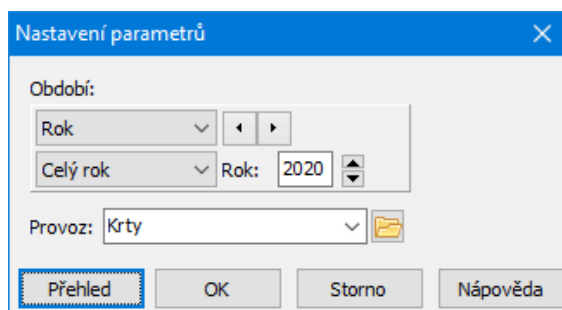 Nastavení parametrů
Období:
Rok
Celý rok Rok: 2020
Provoz: Krty
Přehled OK Storno Nápověda